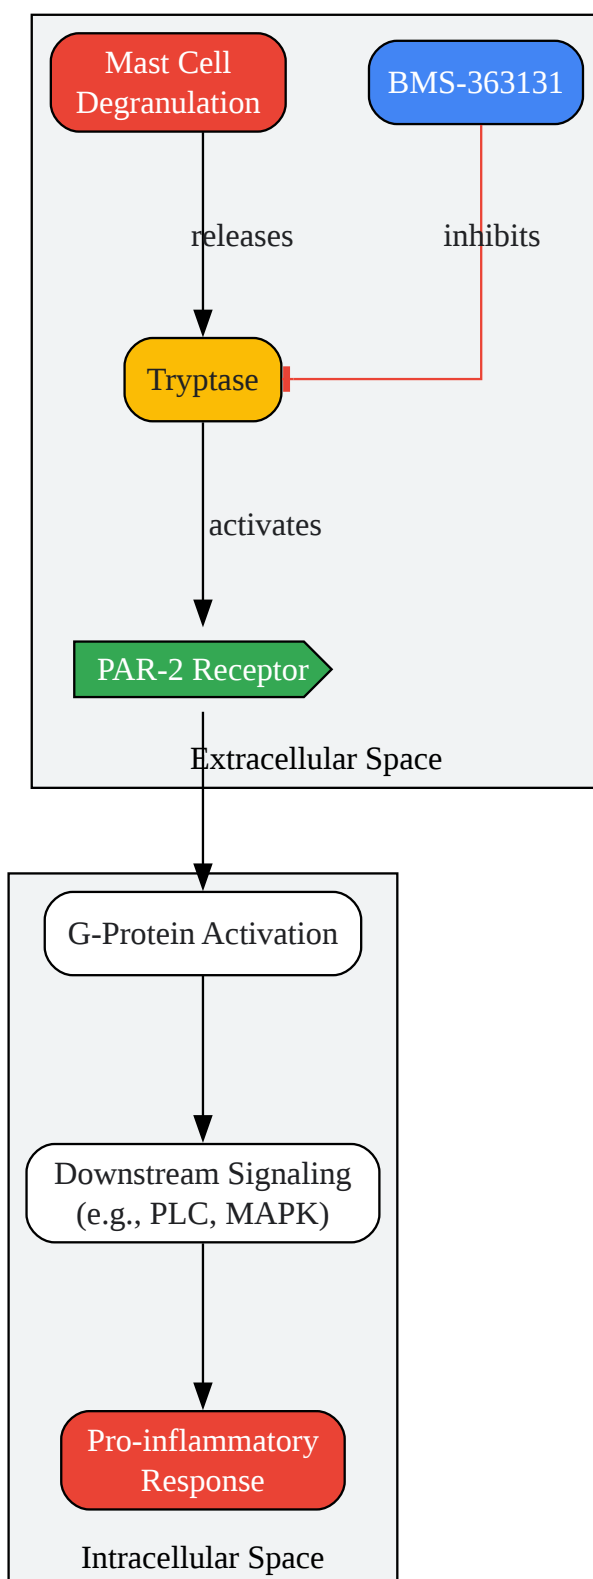 Mast Cell
Degranulation
BMS-363131
releases
inhibits
Tryptase
activates
PAR-2 Receptor
Extracellular Space
G-Protein Activation
Downstream Signaling
(e.g., PLC, MAPK)
Pro-inflammatory
Response
Intracellular Space